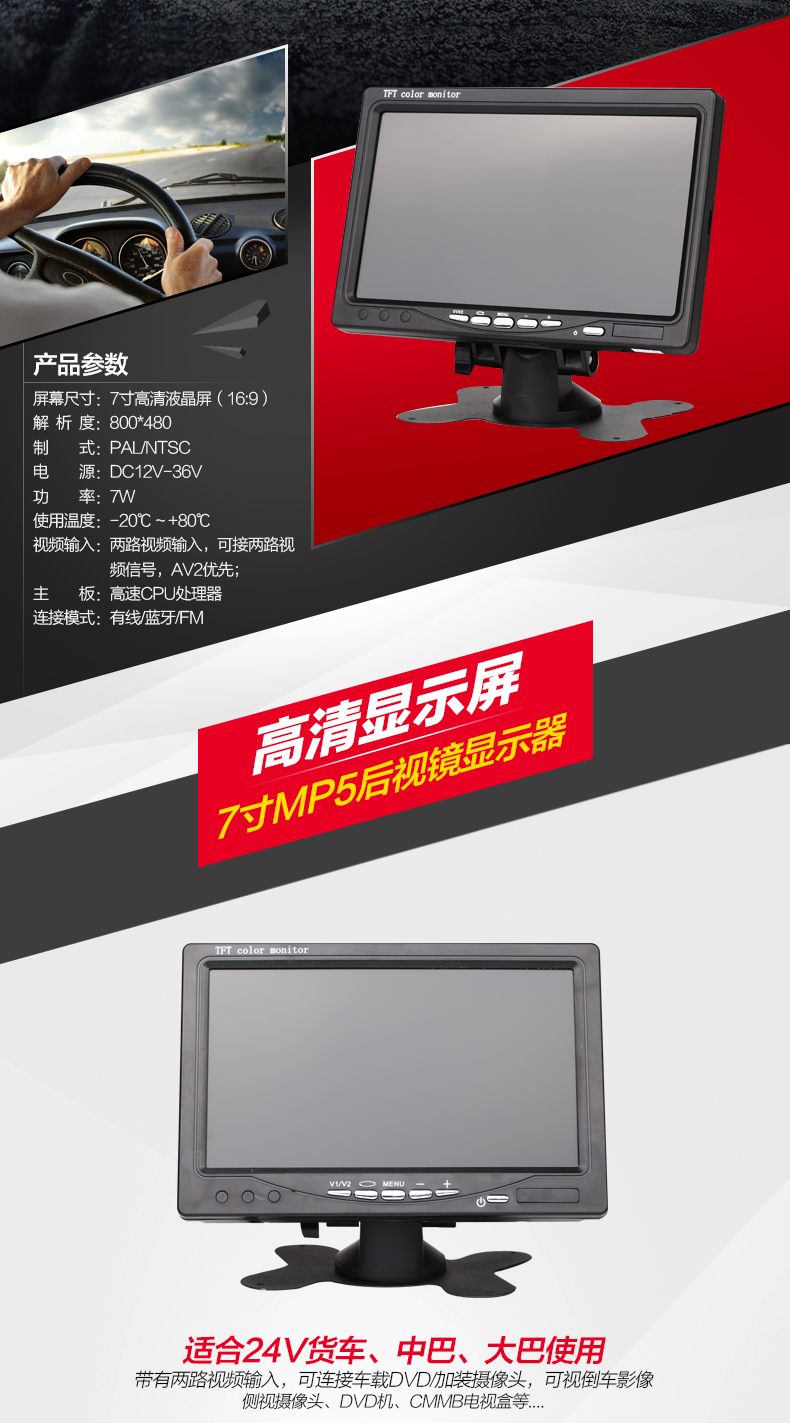 TFT color monitor
V1/V2 MENU － ＋
产品参数
屏幕尺寸：7寸高清液晶屏（16:9）
解析度：800*480
制式：PAL/NTSC
电源：DC12V-36V
功率：7W
使用温度：-20℃～+80℃
视频输入：两路视频输入，可接两路视
频信号，AV2优先；
主板：高速CPU处理器
连接模式：有线/蓝牙/FM
高清显示屏
7寸MP5后视镜显示器
TFT color monitor
V1/V2 MENU － ＋
适合24V货车、中巴、大巴使用
带有两路视频输入，可连接车载DVD/加装摄像头，可视倒车影像
侧视摄像头、DVD机、CMMB电视盒等....